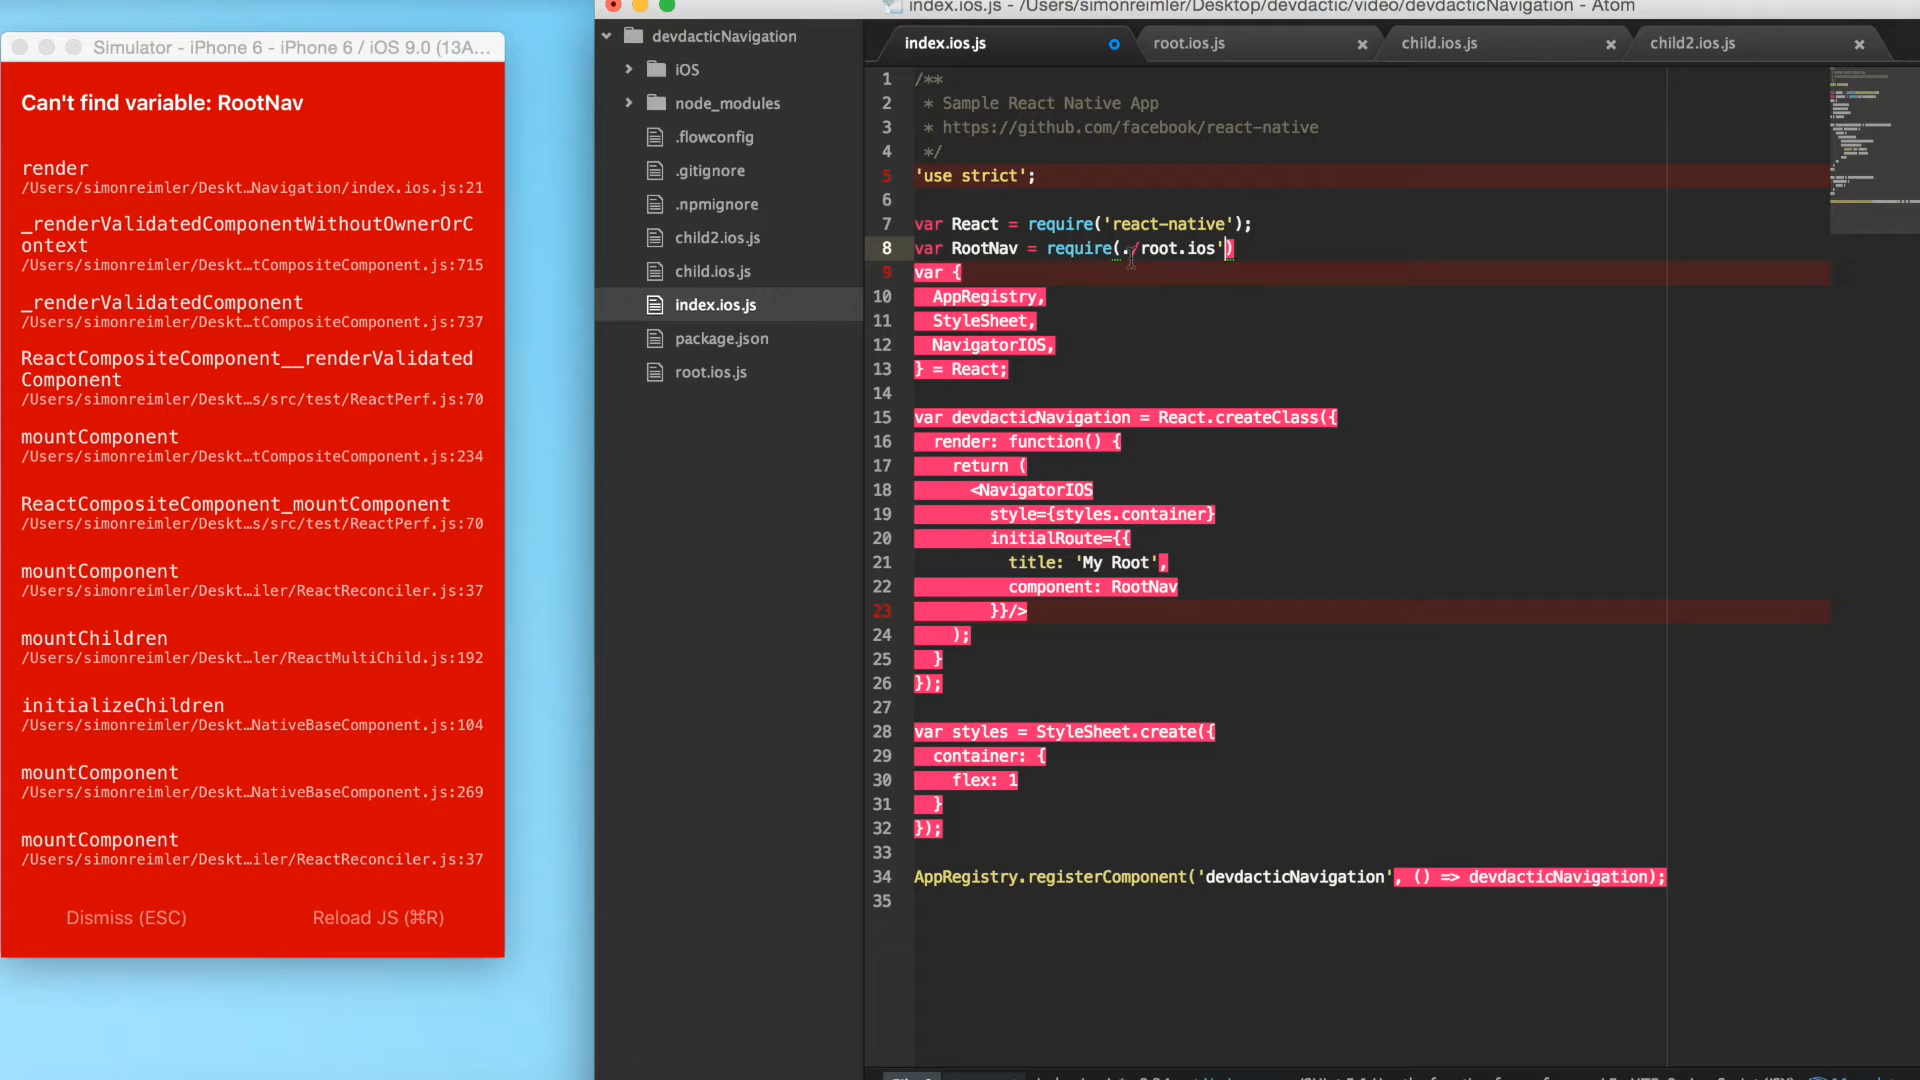 index.ios.js - /Users/simonreimler/Desktop/devdactic/video/devdacticNavigation - Atom
Simulator - iPhone 6 - iPhone 6 / iOS 9.0 (13A...
Can't find variable: RootNav
render
/Users/simonreimler/Deskt…Navigation/index.ios.js:21
_renderValidatedComponentWithoutOwnerOrC
ontext
/Users/simonreimler/Deskt…tCompositeComponent.js:715
_renderValidatedComponent
/Users/simonreimler/Deskt…tCompositeComponent.js:737
ReactCompositeComponent__renderValidated
Component
/Users/simonreimler/Deskt…s/src/test/ReactPerf.js:70
mountComponent
/Users/simonreimler/Deskt…tCompositeComponent.js:234
ReactCompositeComponent_mountComponent
/Users/simonreimler/Deskt…s/src/test/ReactPerf.js:70
mountComponent
/Users/simonreimler/Deskt…iler/ReactReconciler.js:37
mountChildren
/Users/simonreimler/Deskt…ler/ReactMultiChild.js:192
initializeChildren
/Users/simonreimler/Deskt…NativeBaseComponent.js:104
mountComponent
/Users/simonreimler/Deskt…NativeBaseComponent.js:269
mountComponent
/Users/simonreimler/Deskt…iler/ReactReconciler.js:37
Dismiss (ESC) Reload JS (⌘R)
devdacticNavigation
iOS
node_modules
.flowconfig
.gitignore
.npmignore
child2.ios.js
child.ios.js
index.ios.js
package.json
root.ios.js
index.ios.js root.ios.js child.ios.js child2.ios.js
1 /**
2 * Sample React Native App
3 * https://github.com/facebook/react-native
4 */
5 'use strict';
6
7 var React = require('react-native');
8 var RootNav = require(./root.ios')
9 var {
10 AppRegistry,
11 StyleSheet,
12 NavigatorIOS,
13 } = React;
14
15 var devdacticNavigation = React.createClass({
16 render: function() {
17 return (
18 <NavigatorIOS
19 style={styles.container}
20 initialRoute={{
21 title: 'My Root',
22 component: RootNav
23 }}/>
24 );
25 }
26 });
27
28 var styles = StyleSheet.create({
29 container: {
30 flex: 1
31 }
32 });
33
34 AppRegistry.registerComponent('devdacticNavigation', () => devdacticNavigation);
35